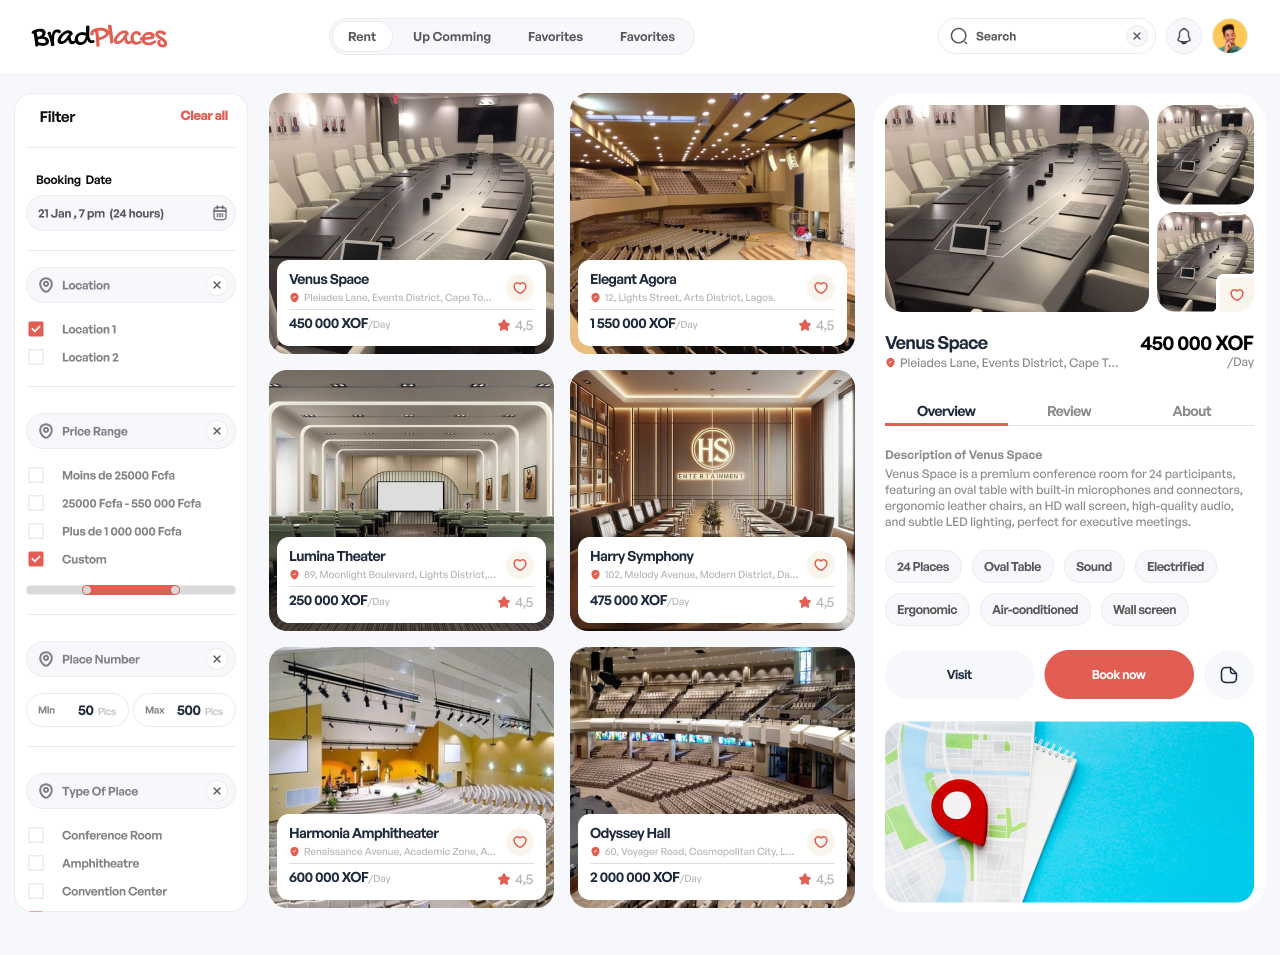 BradPlaces
Rent
Up Comming
Favorites
Favorites
Search
Filter
Clear all
Booking Date
21 Jan , 7 pm (24 hours)
Location
Location 1
Location 2
Price Range
Moins de 25000 Fcfa
25000 Fcfa - 550 000 Fcfa
Plus de 1 000 000 Fcfa
Custom
Place Number
Min 50 Plcs
Max 500 Plcs
Type Of Place
Conference Room
Amphitheatre
Convention Center
Venus Space
Pleiades Lane, Events District, Cape To...
450 000 XOF/Day
4,5
Elegant Agora
12, Lights Street, Arts District, Lagos.
1 550 000 XOF/Day
4,5
Lumina Theater
89, Moonlight Boulevard, Lights District,...
250 000 XOF/Day
4,5
HS
ENTERTAINMENT
Harry Symphony
102, Melody Avenue, Modern District, Da...
475 000 XOF/Day
4,5
Harmonia Amphitheater
Renaissance Avenue, Academic Zone, A...
600 000 XOF/Day
4,5
Odyssey Hall
60, Voyager Road, Cosmopolitan City, L...
2 000 000 XOF/Day
4,5
Venus Space
450 000 XOF
Pleiades Lane, Events District, Cape T...
/Day
Overview
Review
About
Description of Venus Space
Venus Space is a premium conference room for 24 participants,
featuring an oval table with built-in microphones and connectors,
ergonomic leather chairs, an HD wall screen, high-quality audio,
and subtle LED lighting, perfect for executive meetings.
24 Places
Oval Table
Sound
Electrified
Ergonomic
Air-conditioned
Wall screen
Visit
Book now